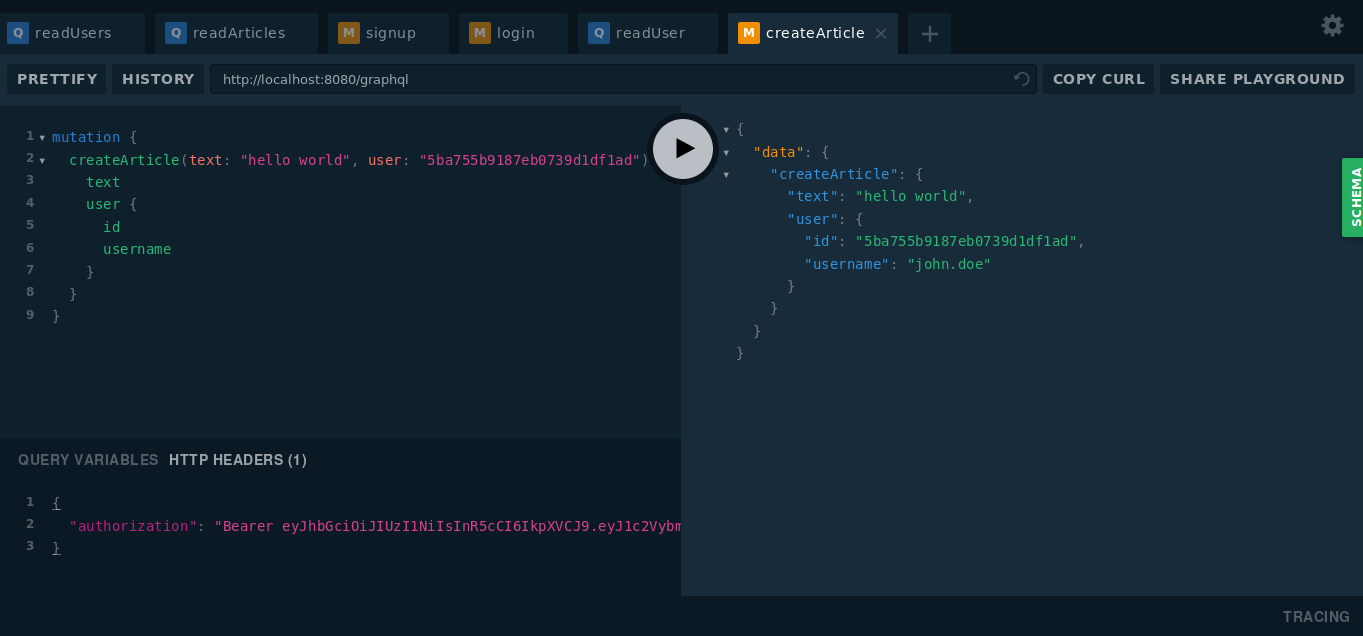 Q readUsers Q readArticles M signup M login Q readUser M createArticle × +
PRETTIFY HISTORY http://localhost:8080/graphql COPY CURL SHARE PLAYGROUND
1 mutation {
2 createArticle(text: "hello world", user: "5ba755b9187eb0739d1df1ad")
3 text
4 user {
5 id
6 username
7 }
8 }
9 }
QUERY VARIABLES HTTP HEADERS (1)
1 {
2 "authorization": "Bearer eyJhbGciOiJIUzI1NiIsInR5cCI6IkpXVCJ9.eyJ1c2Vybm
3 }
{
"data": {
"createArticle": {
"text": "hello world",
"user": {
"id": "5ba755b9187eb0739d1df1ad",
"username": "john.doe"
}
}
}
}
SCHEMA
TRACING